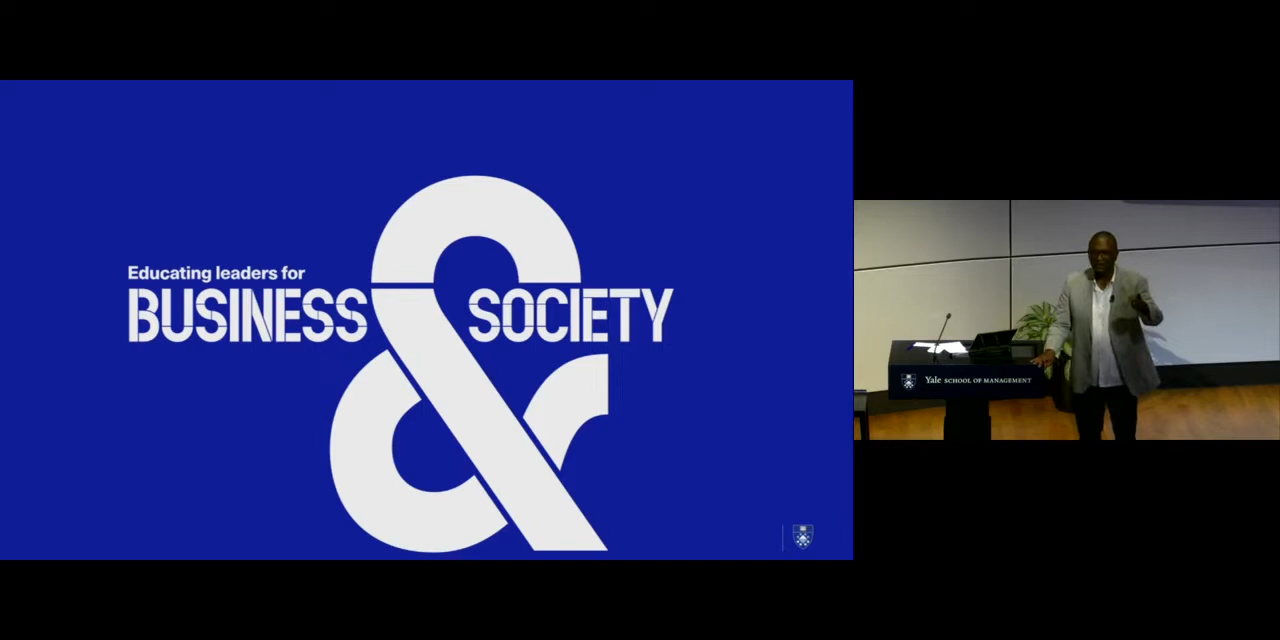 Educating leaders for
BUSINESS & SOCIETY
Yale SCHOOL OF MANAGEMENT